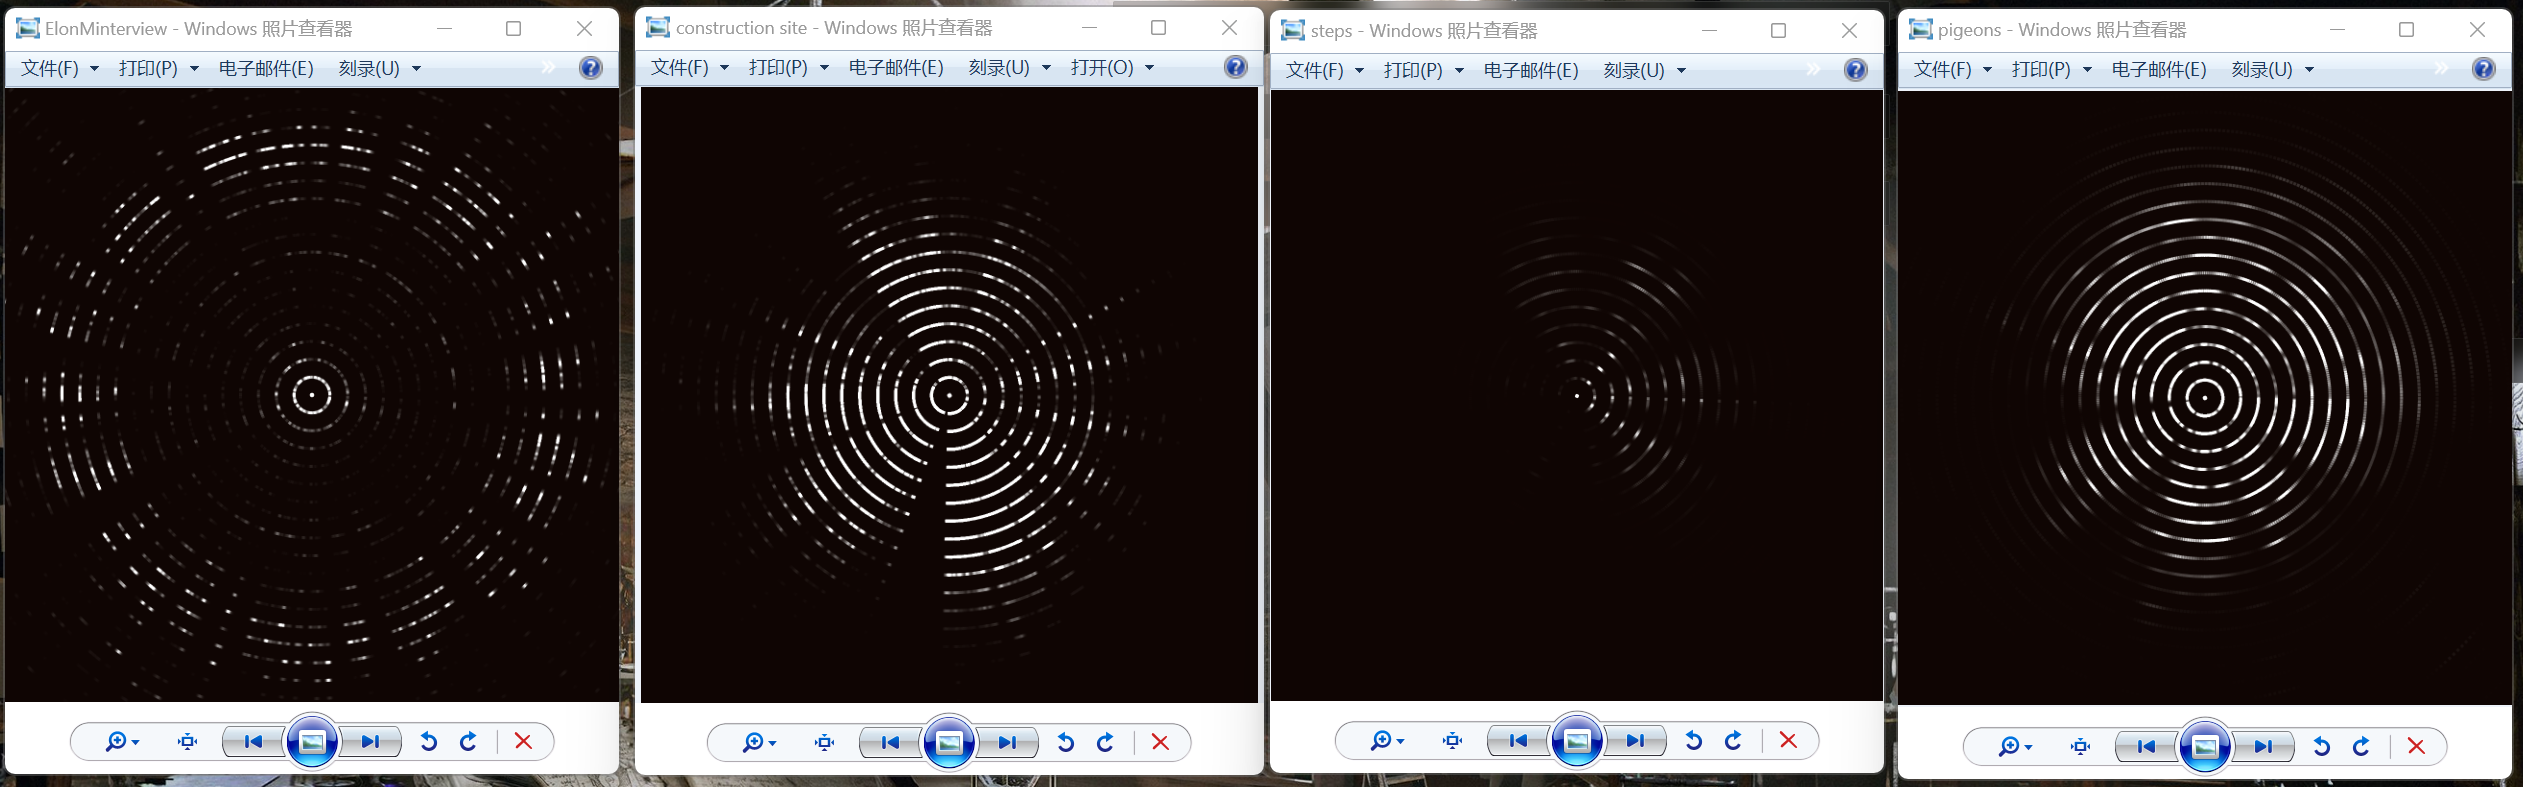 ElonMinterview - Windows 照片查看器
文件(F) 打印(P) 电子邮件(E) 刻录(U)
construction site - Windows 照片查看器
文件(F) 打印(P) 电子邮件(E) 刻录(U) 打开(O)
steps - Windows 照片查看器
文件(F) 打印(P) 电子邮件(E) 刻录(U)
pigeons - Windows 照片查看器
文件(F) 打印(P) 电子邮件(E) 刻录(U)